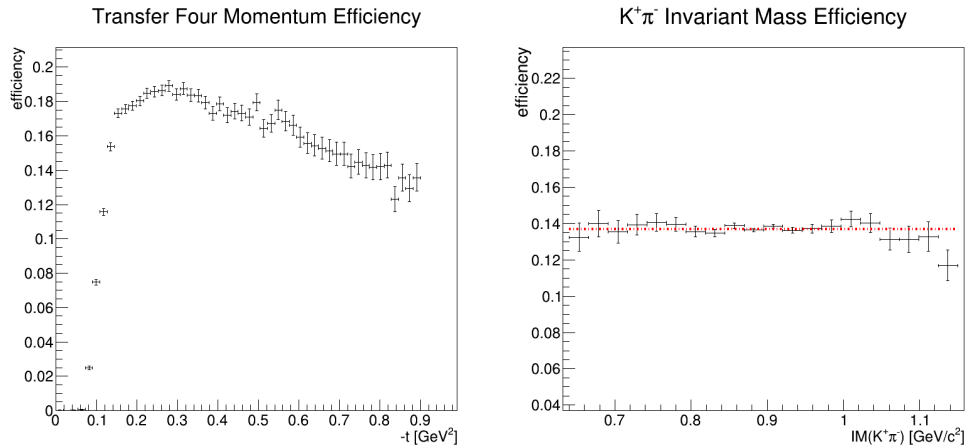 Transfer Four Momentum Efficiency
efficiency
0.2
0.18
0.16
0.14
0.12
0.1
0.08
0.06
0.04
0.02
0
0 0.1 0.2 0.3 0.4 0.5 0.6 0.7 0.8 0.9
-t [GeV²]
K⁺π⁻ Invariant Mass Efficiency
efficiency
0.22
0.2
0.18
0.16
0.14
0.12
0.1
0.08
0.06
0.04
0.7 0.8 0.9 1 1.1
IM(K⁺π⁻) [GeV/c²]